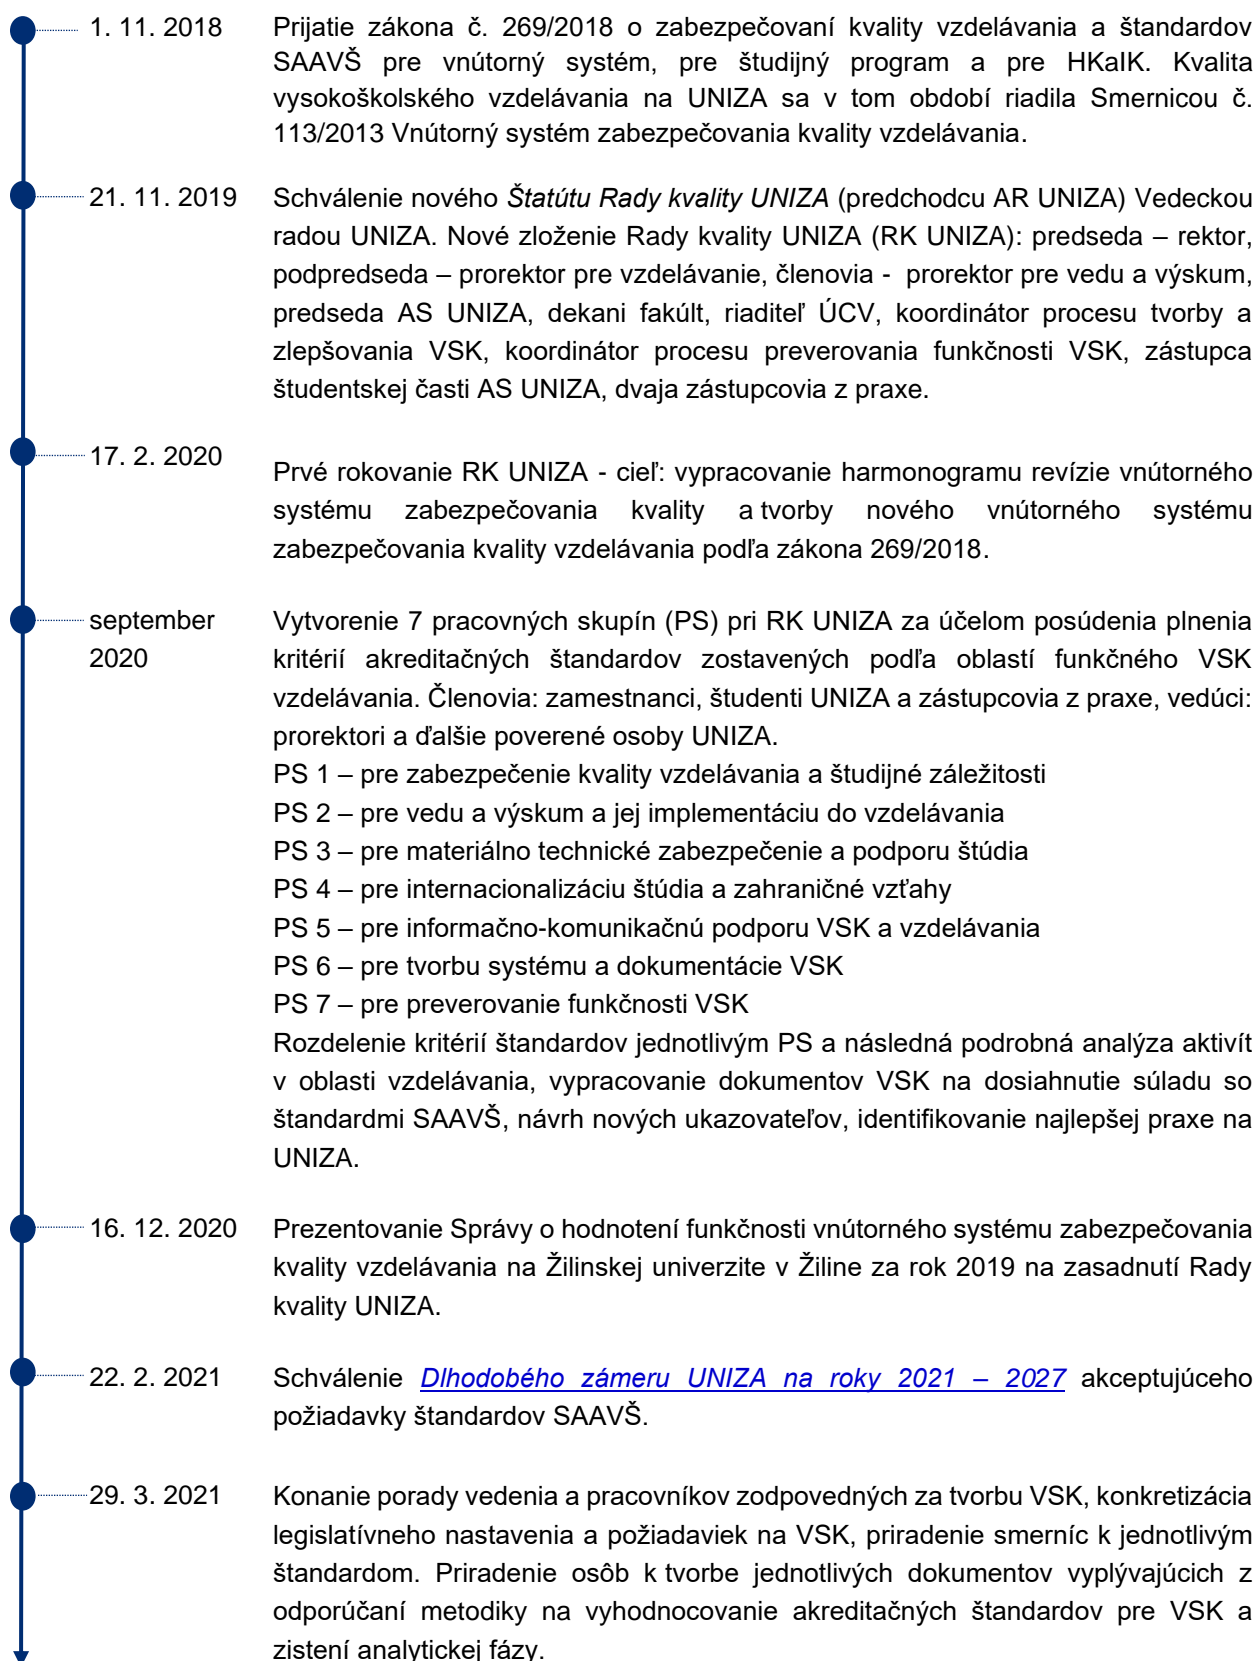 1. 11. 2018 Prijatie zákona č. 269/2018 o zabezpečovaní kvality vzdelávania a štandardov
SAAVŠ pre vnútorný systém, pre študijný program a pre HKaIK. Kvalita
vysokoškolského vzdelávania na UNIZA sa v tom období riadila Smernicou č.
113/2013 Vnútorný systém zabezpečovania kvality vzdelávania.
21. 11. 2019 Schválenie nového Štatútu Rady kvality UNIZA (predchodcu AR UNIZA) Vedeckou
radou UNIZA. Nové zloženie Rady kvality UNIZA (RK UNIZA): predseda – rektor,
podpredseda – prorektor pre vzdelávanie, členovia - prorektor pre vedu a výskum,
predseda AS UNIZA, dekani fakúlt, riaditeľ ÚCV, koordinátor procesu tvorby a
zlepšovania VSK, koordinátor procesu preverovania funkčnosti VSK, zástupca
študentskej časti AS UNIZA, dvaja zástupcovia z praxe.
17. 2. 2020
Prvé rokovanie RK UNIZA - cieľ: vypracovanie harmonogramu revízie vnútorného
systému zabezpečovania kvality a tvorby nového vnútorného systému
zabezpečovania kvality vzdelávania podľa zákona 269/2018.
september Vytvorenie 7 pracovných skupín (PS) pri RK UNIZA za účelom posúdenia plnenia
2020 kritérií akreditačných štandardov zostavených podľa oblastí funkčného VSK
vzdelávania. Členovia: zamestnanci, študenti UNIZA a zástupcovia z praxe, vedúci:
prorektori a ďalšie poverené osoby UNIZA.
PS 1 – pre zabezpečenie kvality vzdelávania a študijné záležitosti
PS 2 – pre vedu a výskum a jej implementáciu do vzdelávania
PS 3 – pre materiálno technické zabezpečenie a podporu štúdia
PS 4 – pre internacionalizáciu štúdia a zahraničné vzťahy
PS 5 – pre informačno-komunikačnú podporu VSK a vzdelávania
PS 6 – pre tvorbu systému a dokumentácie VSK
PS 7 – pre preverovanie funkčnosti VSK
Rozdelenie kritérií štandardov jednotlivým PS a následná podrobná analýza aktivít
v oblasti vzdelávania, vypracovanie dokumentov VSK na dosiahnutie súladu so
štandardmi SAAVŠ, návrh nových ukazovateľov, identifikovanie najlepšej praxe na
UNIZA.
16. 12. 2020 Prezentovanie Správy o hodnotení funkčnosti vnútorného systému zabezpečovania
kvality vzdelávania na Žilinskej univerzite v Žiline za rok 2019 na zasadnutí Rady
kvality UNIZA.
22. 2. 2021 Schválenie Dlhodobého zámeru UNIZA na roky 2021 – 2027 akceptujúceho
požiadavky štandardov SAAVŠ.
29. 3. 2021 Konanie porady vedenia a pracovníkov zodpovedných za tvorbu VSK, konkretizácia
legislatívneho nastavenia a požiadaviek na VSK, priradenie smerníc k jednotlivým
štandardom. Priradenie osôb k tvorbe jednotlivých dokumentov vyplývajúcich z
odporúčaní metodiky na vyhodnocovanie akreditačných štandardov pre VSK a
zistení analytickej fázy.